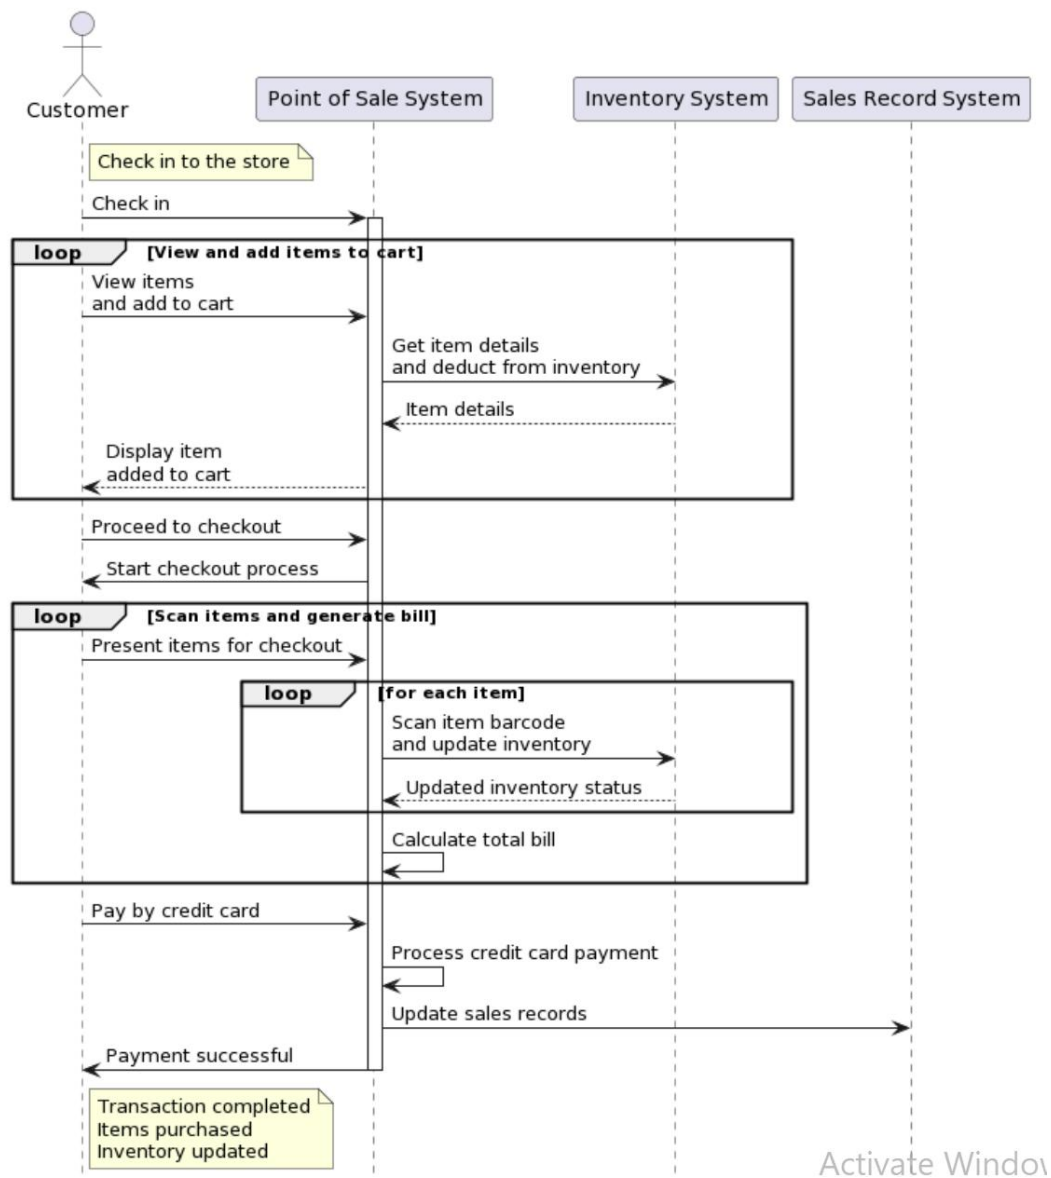 Customer
Point of Sale System
Inventory System
Sales Record System
Check in to the store
Check in
loop
[View and add items to cart]
View items
and add to cart
Get item details
and deduct from inventory
Item details
Display item
added to cart
Proceed to checkout
Start checkout process
loop
[Scan items and generate bill]
Present items for checkout
loop
[for each item]
Scan item barcode
and update inventory
Updated inventory status
Calculate total bill
Pay by credit card
Process credit card payment
Update sales records
Payment successful
Transaction completed
Items purchased
Inventory updated
Activate Window